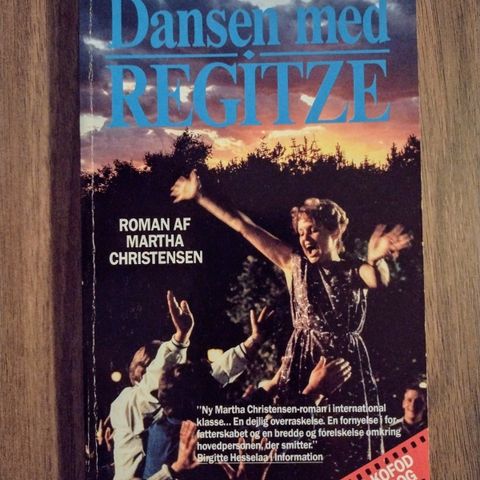 Dansen med
REGITZE
ROMAN AF
MARTHA
CHRISTENSEN
"Ny Martha Christensen-roman i international
klasse... En dejlig overraskelse. En fornyelse i for-
fatterskabet og en bredde og forelskelse omkring
hovedpersonen, der smitter."
Birgitte Hesselaa i Information
KOFOD
OG